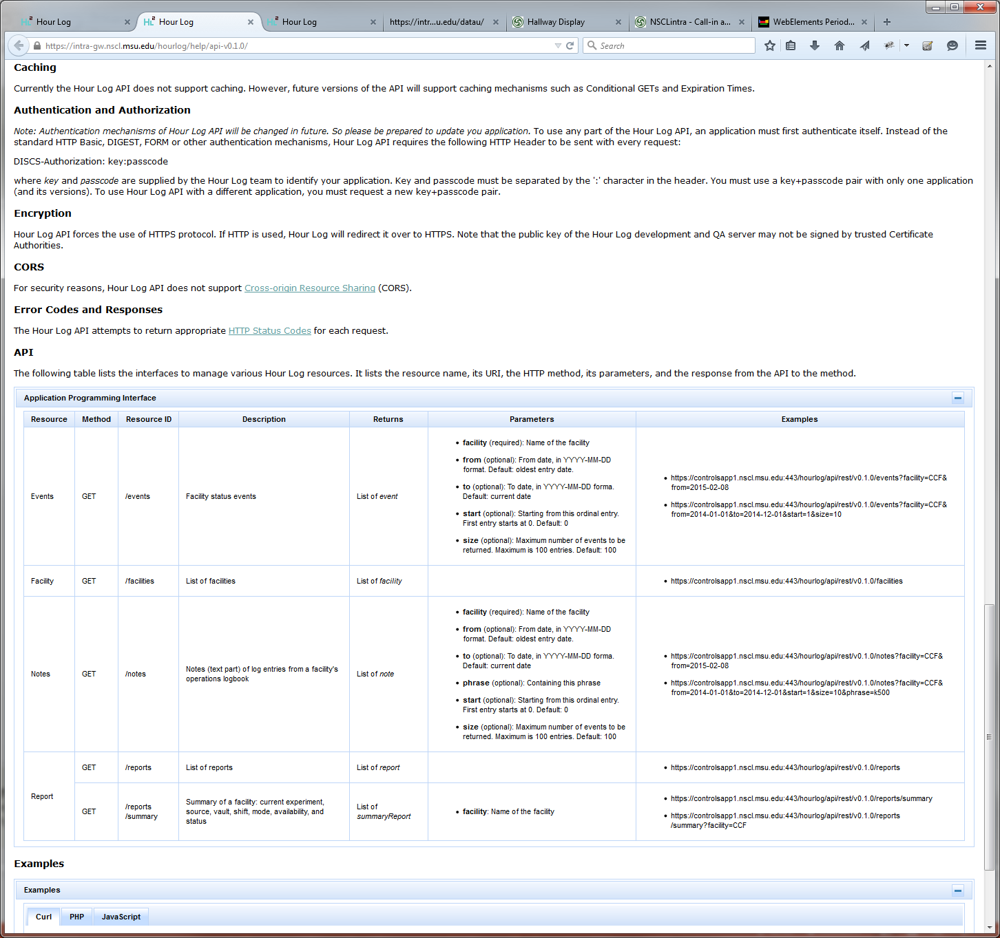 Hour Log
Hour Log
Hour Log
https://intr...u.edu/datau/
Hallway Display
NSCLintra - Call-in a...
WebElements Period...
https://intra-gw.nscl.msu.edu/hourlog/help/api-v0.1.0/
Search
Caching
Currently the Hour Log API does not support caching. However, future versions of the API will support caching mechanisms such as Conditional GETs and Expiration Times.
Authentication and Authorization
Note: Authentication mechanisms of Hour Log API will be changed in future. So please be prepared to update you application. To use any part of the Hour Log API, an application must first authenticate itself. Instead of the
standard HTTP Basic, DIGEST, FORM or other authentication mechanisms, Hour Log API requires the following HTTP Header to be sent with every request:
DISCS-Authorization: key:passcode
where key and passcode are supplied by the Hour Log team to identify your application. Key and passcode must be separated by the ':' character in the header. You must use a key+passcode pair with only one application
(and its versions). To use Hour Log API with a different application, you must request a new key+passcode pair.
Encryption
Hour Log API forces the use of HTTPS protocol. If HTTP is used, Hour Log will redirect it over to HTTPS. Note that the public key of the Hour Log development and QA server may not be signed by trusted Certificate
Authorities.
CORS
For security reasons, Hour Log API does not support Cross-origin Resource Sharing (CORS).
Error Codes and Responses
The Hour Log API attempts to return appropriate HTTP Status Codes for each request.
API
The following table lists the interfaces to manage various Hour Log resources. It lists the resource name, its URI, the HTTP method, its parameters, and the response from the API to the method.
Application Programming Interface
Resource Method Resource ID Description Returns Parameters Examples
Events
GET
/events
Facility status events
List of event
• facility (required): Name of the facility
• from (optional): From date, in YYYY-MM-DD
format. Default: oldest entry date.
• to (optional): To date, in YYYY-MM-DD forma.
Default: current date
• start (optional): Starting from this ordinal entry.
First entry starts at 0. Default: 0
• size (optional): Maximum number of events to be
returned. Maximum is 100 entries. Default: 100
• https://controlsapp1.nscl.msu.edu:443/hourlog/api/rest/v0.1.0/events?facility=CCF&
from=2015-02-08
• https://controlsapp1.nscl.msu.edu:443/hourlog/api/rest/v0.1.0/events?facility=CCF&
from=2014-01-01&to=2014-12-01&start=1&size=10
Facility
GET
/facilities
List of facilities
List of facility
• https://controlsapp1.nscl.msu.edu:443/hourlog/api/rest/v0.1.0/facilities
Notes
GET
/notes
Notes (text part) of log entries from a facility's
operations logbook
List of note
• facility (required): Name of the facility
• from (optional): From date, in YYYY-MM-DD
format. Default: oldest entry date.
• to (optional): To date, in YYYY-MM-DD forma.
Default: current date
• phrase (optional): Containing this phrase
• start (optional): Starting from this ordinal entry.
First entry starts at 0. Default: 0
• size (optional): Maximum number of events to be
returned. Maximum is 100 entries. Default: 100
• https://controlsapp1.nscl.msu.edu:443/hourlog/api/rest/v0.1.0/notes?facility=CCF&
from=2015-02-08
• https://controlsapp1.nscl.msu.edu:443/hourlog/api/rest/v0.1.0/notes?facility=CCF&
from=2014-01-01&to=2014-12-01&start=1&size=10&phrase=k500
Report
GET
/reports
List of reports
List of report
• https://controlsapp1.nscl.msu.edu:443/hourlog/api/rest/v0.1.0/reports
GET
/reports
/summary
Summary of a facility: current experiment,
source, vault, shift, mode, availability, and
status
List of
summaryReport
• facility: Name of the facility
• https://controlsapp1.nscl.msu.edu:443/hourlog/api/rest/v0.1.0/reports/summary
• https://controlsapp1.nscl.msu.edu:443/hourlog/api/rest/v0.1.0/reports
/summary?facility=CCF
Examples
Examples
Curl
PHP
JavaScript